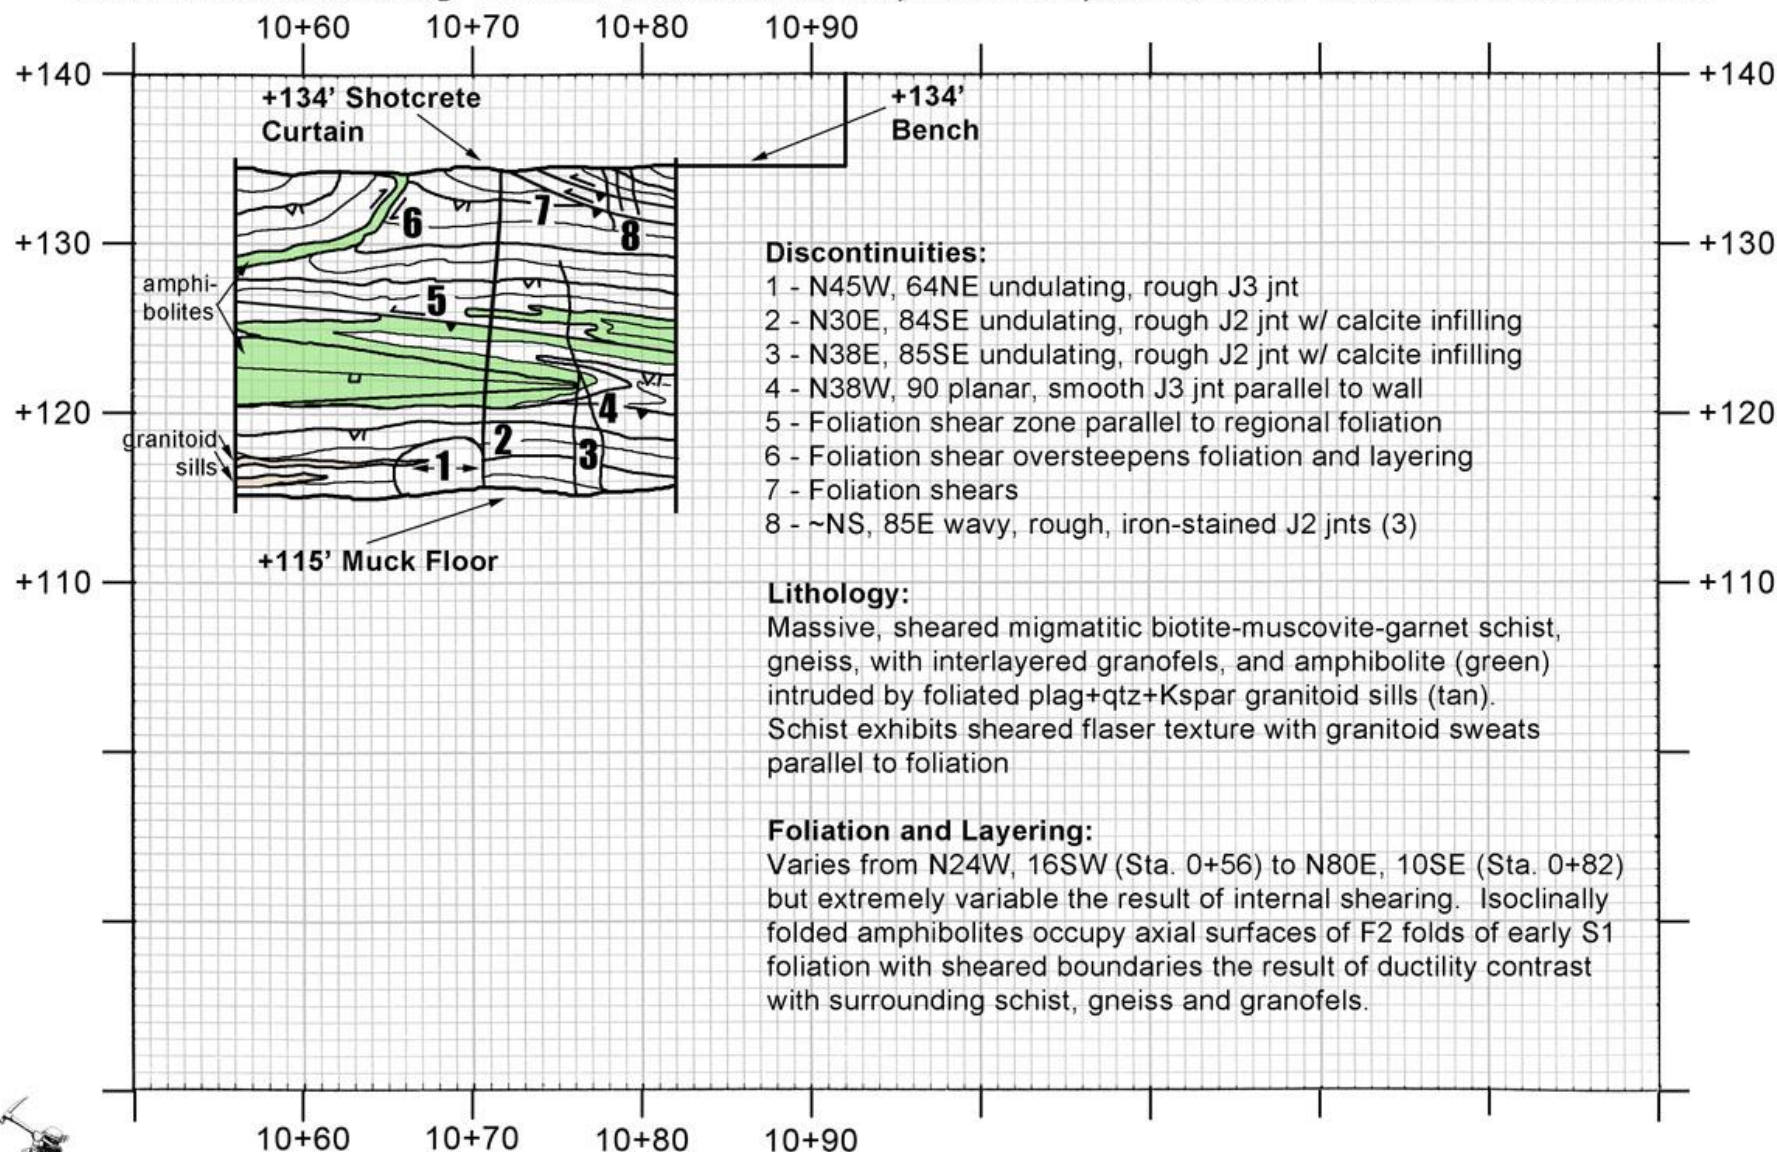 10+60 10+70 10+80 10+90
+140 +140
+134' Shotcrete
Curtain
+134'
Bench
6 7 8
+130 +130
amphi-
bolites
5
+120 +120
4
granitoid
sills
1 2 3
+115' Muck Floor
+110 +110
Discontinuities:
1 - N45W, 64NE undulating, rough J3 jnt
2 - N30E, 84SE undulating, rough J2 jnt w/ calcite infilling
3 - N38E, 85SE undulating, rough J2 jnt w/ calcite infilling
4 - N38W, 90 planar, smooth J3 jnt parallel to wall
5 - Foliation shear zone parallel to regional foliation
6 - Foliation shear oversteepens foliation and layering
7 - Foliation shears
8 - ~NS, 85E wavy, rough, iron-stained J2 jnts (3)
Lithology:
Massive, sheared migmatitic biotite-muscovite-garnet schist,
gneiss, with interlayered granofels, and amphibolite (green)
intruded by foliated plag+qtz+Kspar granitoid sills (tan).
Schist exhibits sheared flaser texture with granitoid sweats
parallel to foliation
Foliation and Layering:
Varies from N24W, 16SW (Sta. 0+56) to N80E, 10SE (Sta. 0+82)
but extremely variable the result of internal shearing. Isoclinally
folded amphibolites occupy axial surfaces of F2 folds of early S1
foliation with sheared boundaries the result of ductility contrast
with surrounding schist, gneiss and granofels.
10+60 10+70 10+80 10+90